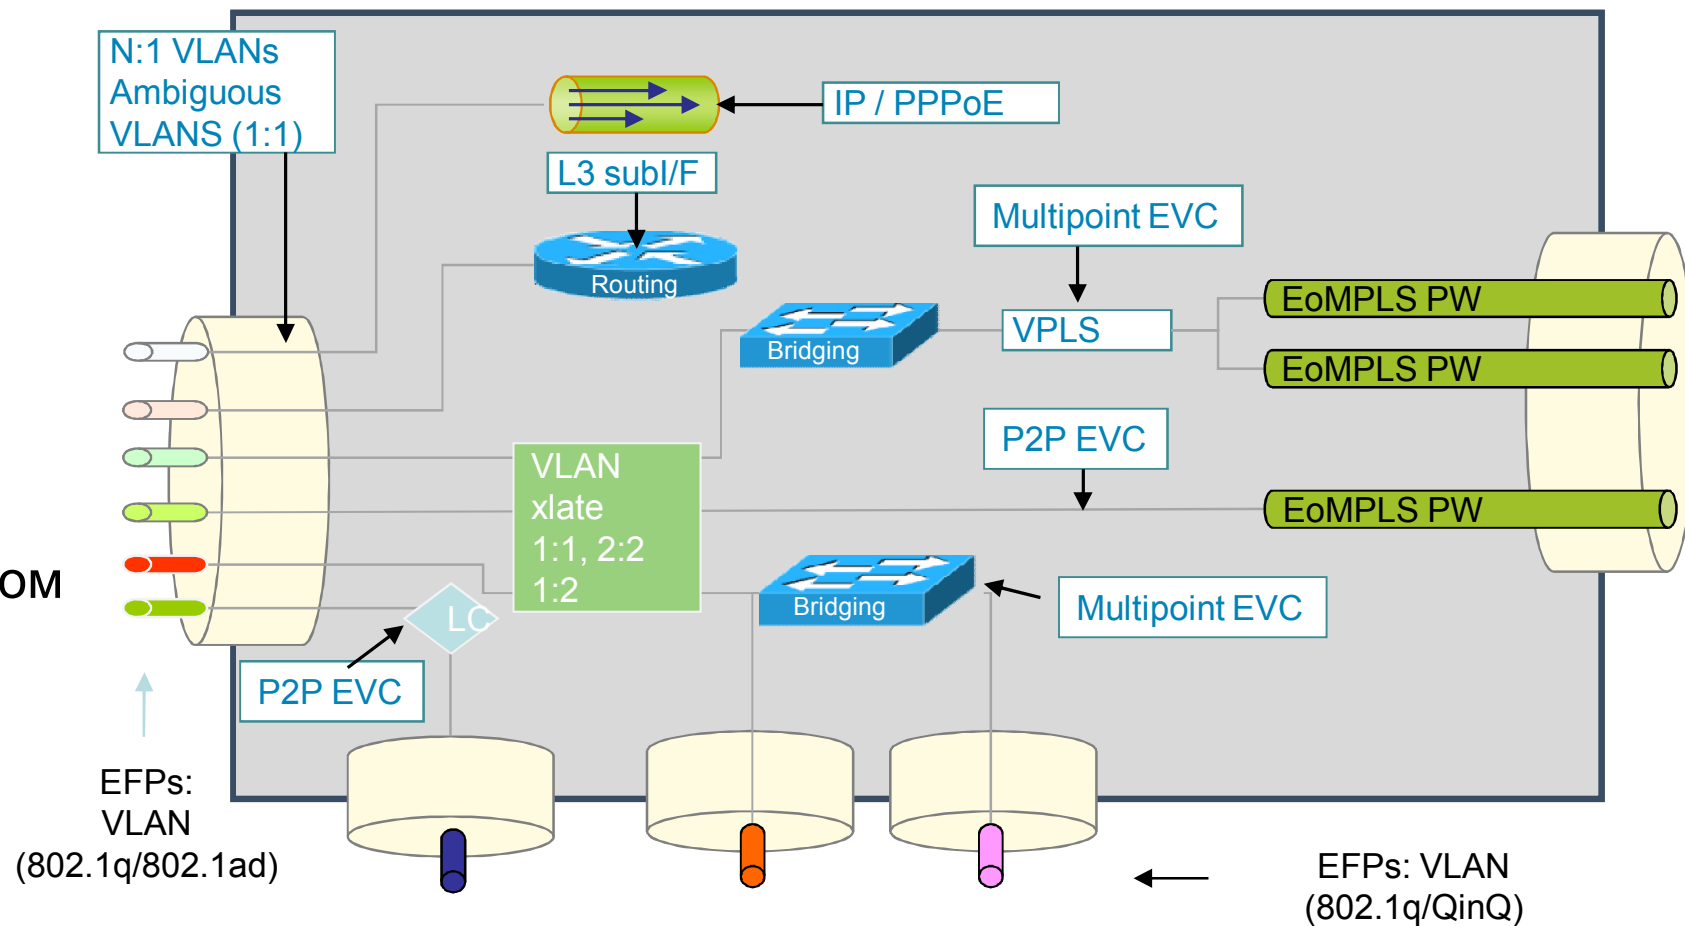 N:1 VLANs
Ambiguous
VLANS (1:1)
IP / PPPoE
L3 subI/F
Routing
Multipoint EVC
Bridging
VPLS
EoMPLS PW
EoMPLS PW
P2P EVC
EoMPLS PW
VLAN
xlate
1:1, 2:2
1:2
OM
LC
Bridging
Multipoint EVC
P2P EVC
EFPs:
VLAN
(802.1q/802.1ad)
EFPs: VLAN
(802.1q/QinQ)